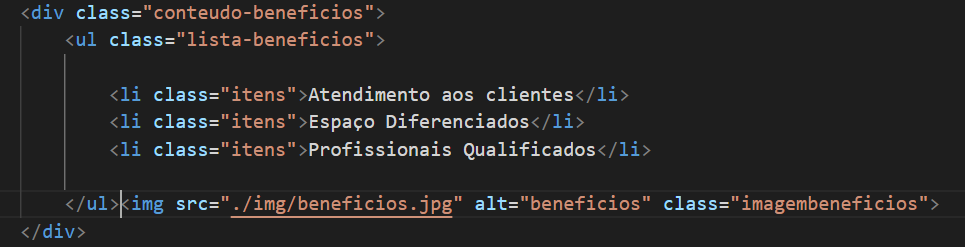 <div class="conteudo-beneficios">
<ul class="lista-beneficios">
<li class="itens">Atendimento aos clientes</li>
<li class="itens">Espaço Diferenciados</li>
<li class="itens">Profissionais Qualificados</li>
</ul><img src="./img/beneficios.jpg" alt="beneficios" class="imagembeneficios">
</div>